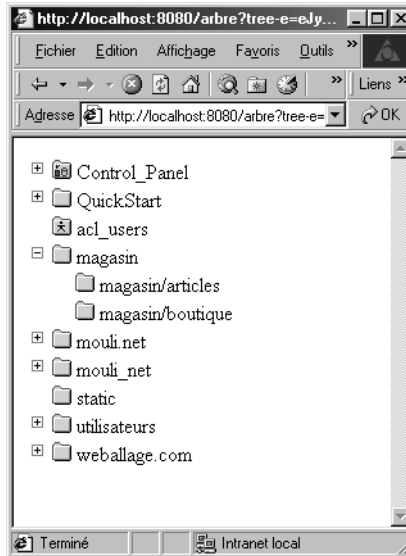 http://localhost:8080/arbre?tree-e=eJy...
Fichier Edition Affichage Favoris Outils »
» Liens »
Adresse http://localhost:8080/arbre?tree-e= OK
Control_Panel
QuickStart
acl_users
magasin
magasin/articles
magasin/boutique
mouli.net
mouli_net
static
utilisateurs
weballage.com
Terminé Intranet local